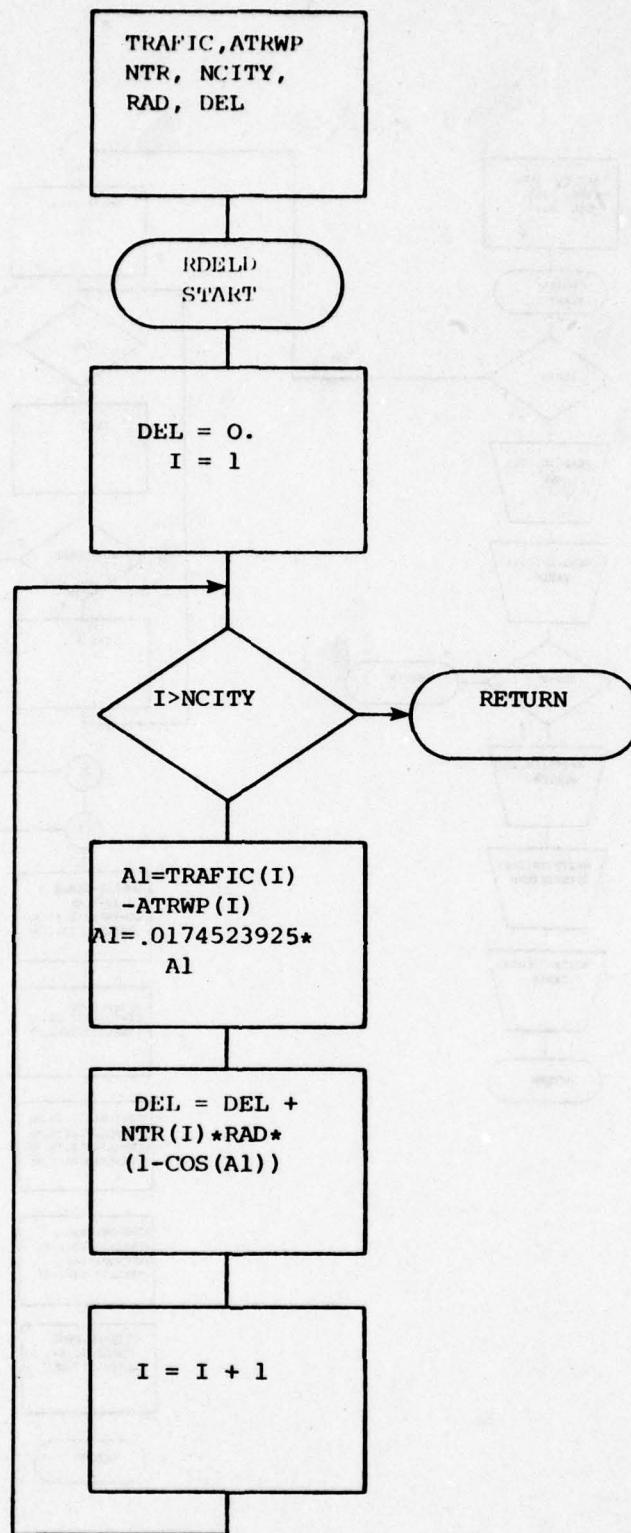 TRAFIC,ATRWP
NTR, NCITY,
RAD, DEL
RDELD
START
DEL = 0.
I = 1
I>NCITY
RETURN
A1=TRAFIC(I)
-ATRWP(I)
A1=.0174523925*
A1
DEL = DEL +
NTR(I)*RAD*
(1-COS(A1))
I = I + 1